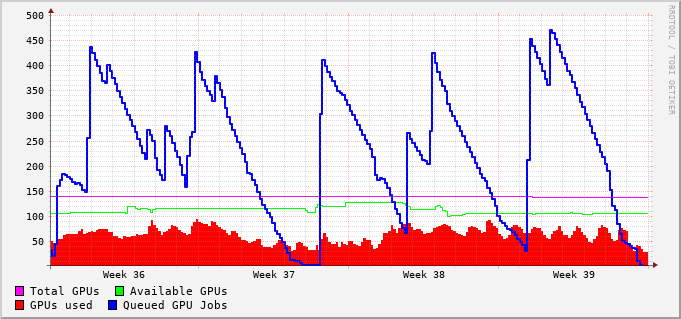 500
450
400
350
300
250
200
150
100
50
Week 36 Week 37 Week 38 Week 39
Total GPUs Available GPUs
GPUs used Queued GPU Jobs
RRDTOOL / TOBI OETIKER